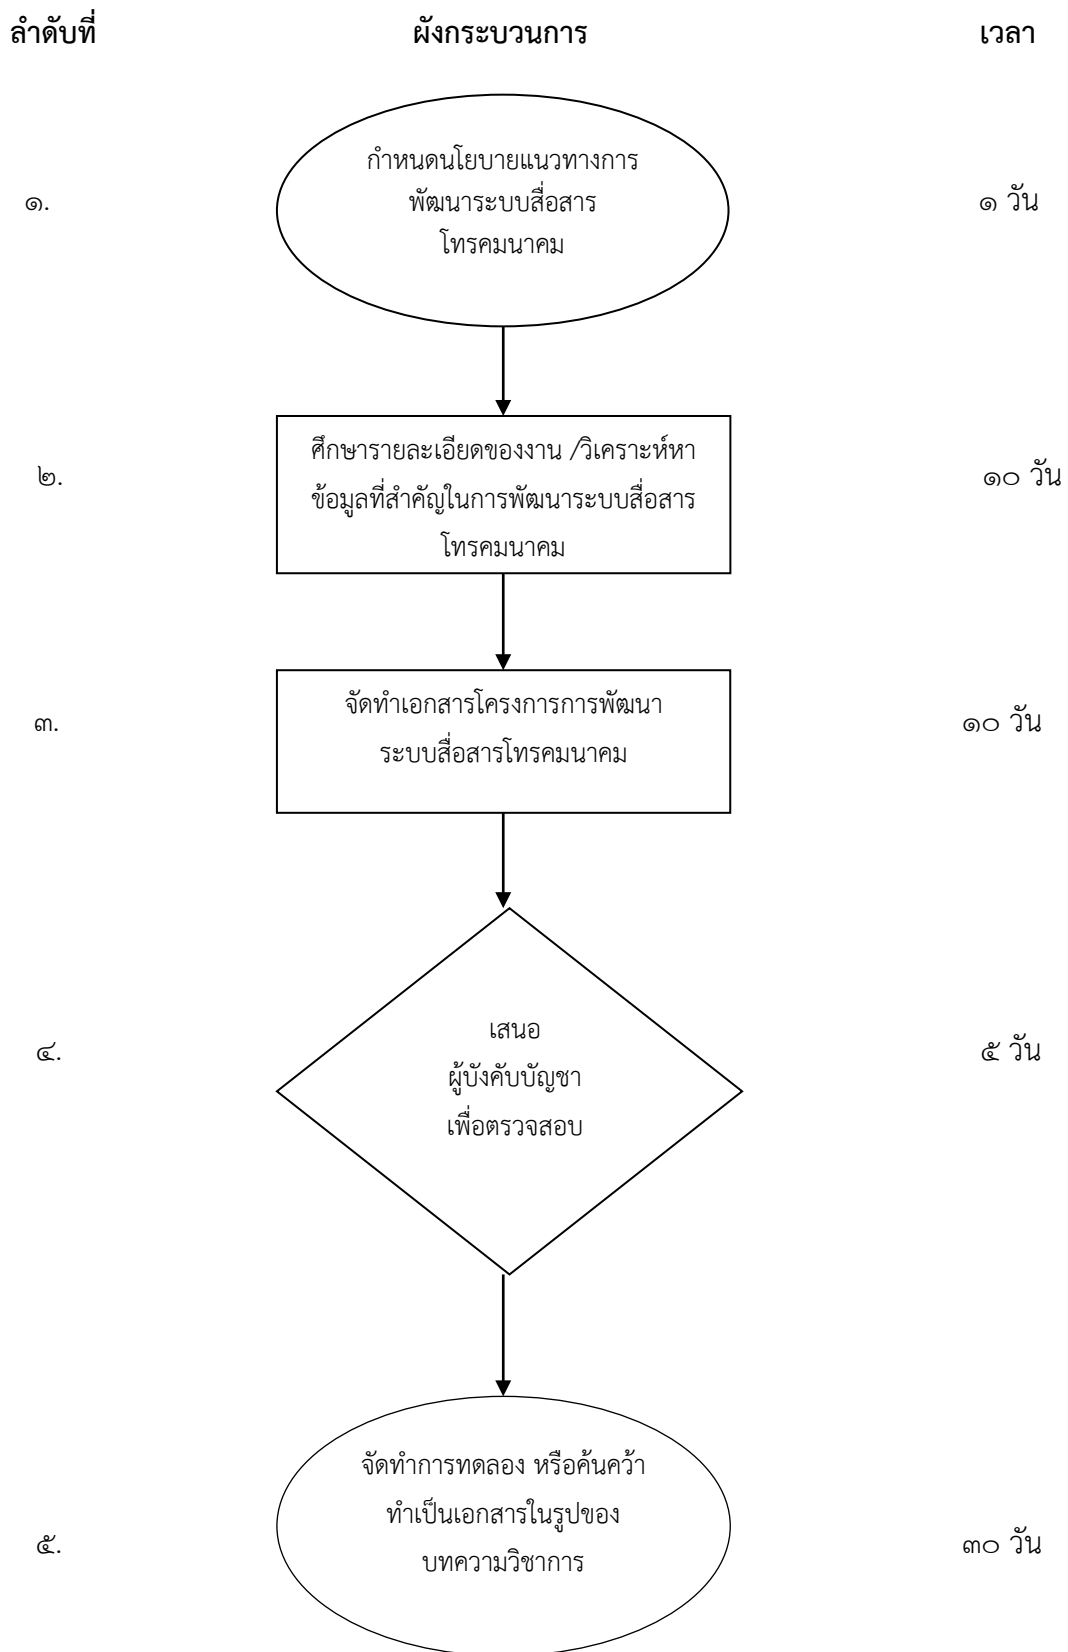 ลำดับที่ ผังกระบวนการ เวลา
กำหนดนโยบายแนวทางการ
๑. พัฒนาระบบสื่อสาร ๑ วัน
โทรคมนาคม
ศึกษารายละเอียดของงาน /วิเคราะห์หา
๒. ข้อมูลที่สำคัญในการพัฒนาระบบสื่อสาร ๑๐ วัน
โทรคมนาคม
จัดทำเอกสารโครงการการพัฒนา
๓. ระบบสื่อสารโทรคมนาคม ๑๐ วัน
เสนอ
๔. ผู้บังคับบัญชา ๕ วัน
เพื่อตรวจสอบ
จัดทำการทดลอง หรือค้นคว้า
ทำเป็นเอกสารในรูปของ
๕. บทความวิชาการ ๓๐ วัน